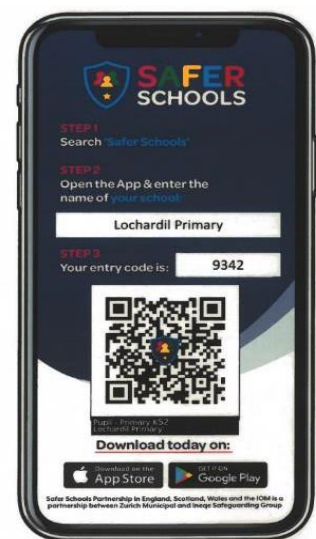 SAFER
SCHOOLS
STEP 1
Search 'Safer Schools'
STEP 2
Open the App & enter the
name of your school:
Lochardil Primary
STEP 3
Your entry code is: 9342
Pupil - Primary KS2
Lochardil Primary
Download today on:
Download on the
App Store
GET IT ON
Google Play
Safer Schools Partnership in England, Scotland, Wales and the IOM is a
partnership between Zurich Municipal and Ineqe Safeguarding Group